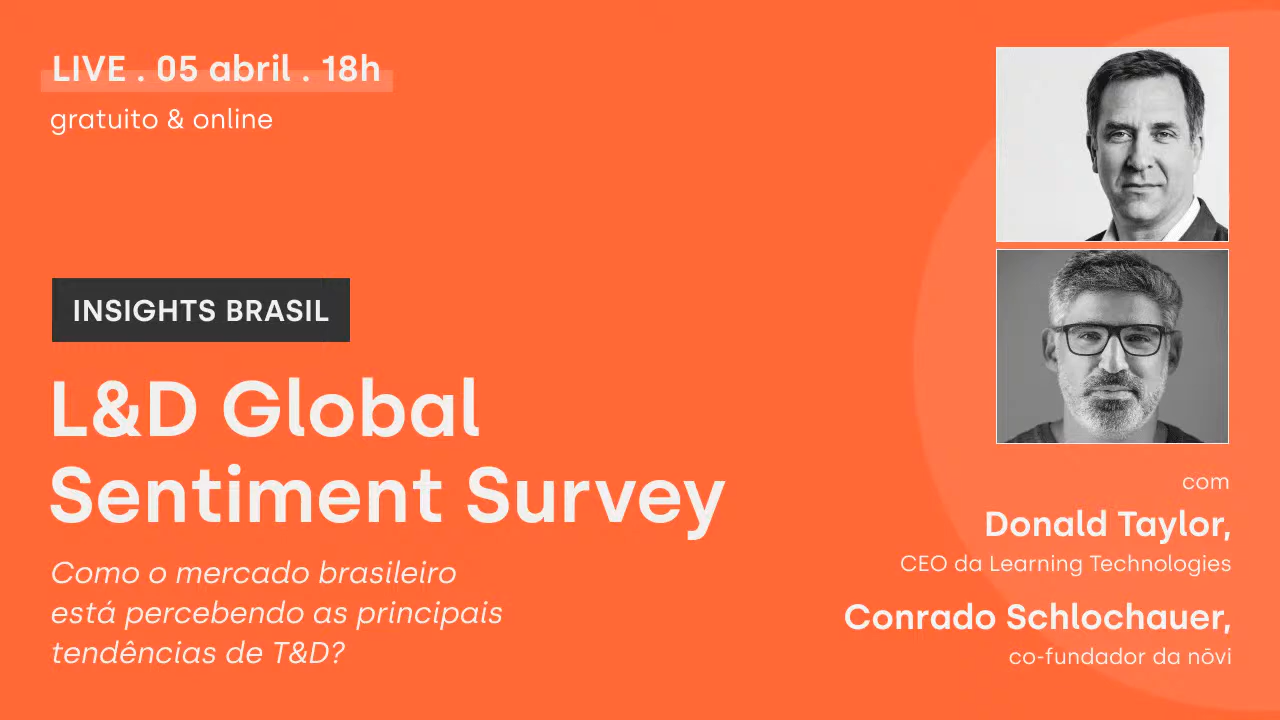 LIVE . 05 abril . 18h
gratuito & online
INSIGHTS BRASIL
L&D Global
Sentiment Survey
Como o mercado brasileiro
está percebendo as principais
tendências de T&D?
com
Donald Taylor,
CEO da Learning Technologies
Conrado Schlochauer,
co-fundador da nōvi